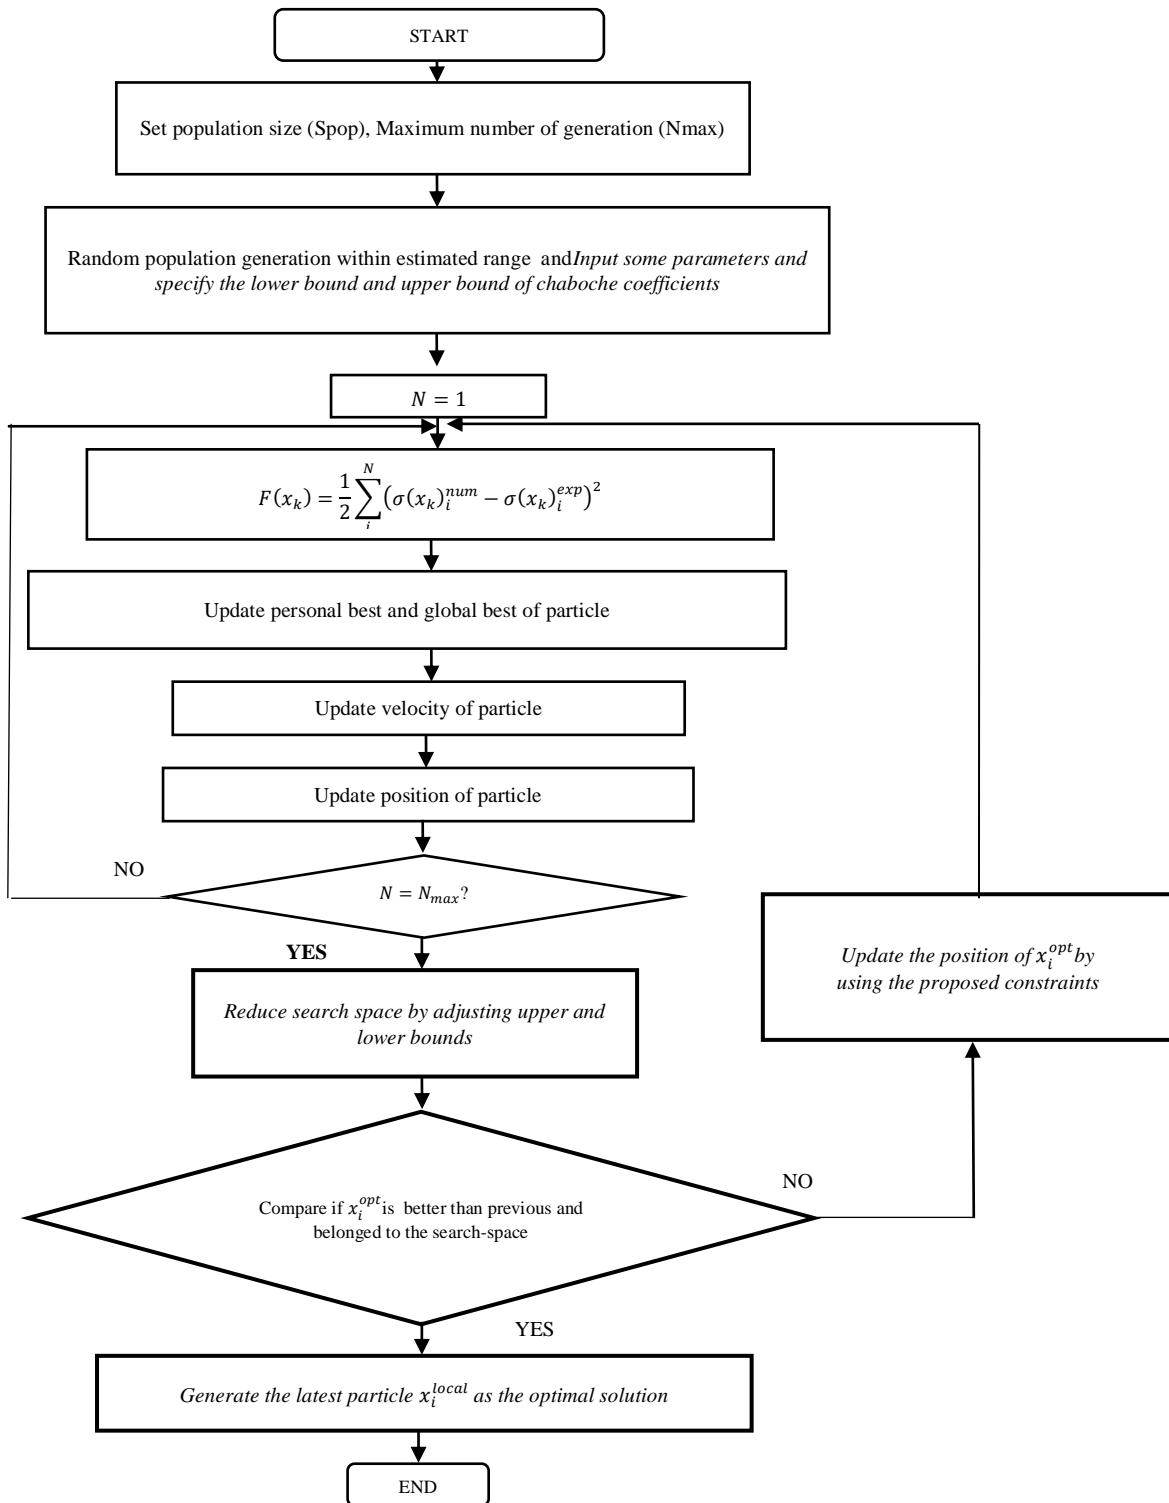 START
Set population size (Spop), Maximum number of generation (Nmax)
Random population generation within estimated range andInput some parameters and
specify the lower bound and upper bound of chaboche coefficients
N = 1
F(x_k) = \frac{1}{2} \sum_{i}^{N} (σ(x_k)_i^{num} − σ(x_k)_i^{exp})^2
Update personal best and global best of particle
Update velocity of particle
Update position of particle
NO
N = N_{max}?
YES
Update the position of x_i^{opt}by
using the proposed constraints
Reduce search space by adjusting upper and
lower bounds
NO
Compare if x_i^{opt}is better than previous and
belonged to the search-space
YES
Generate the latest particle x_i^{local} as the optimal solution
END